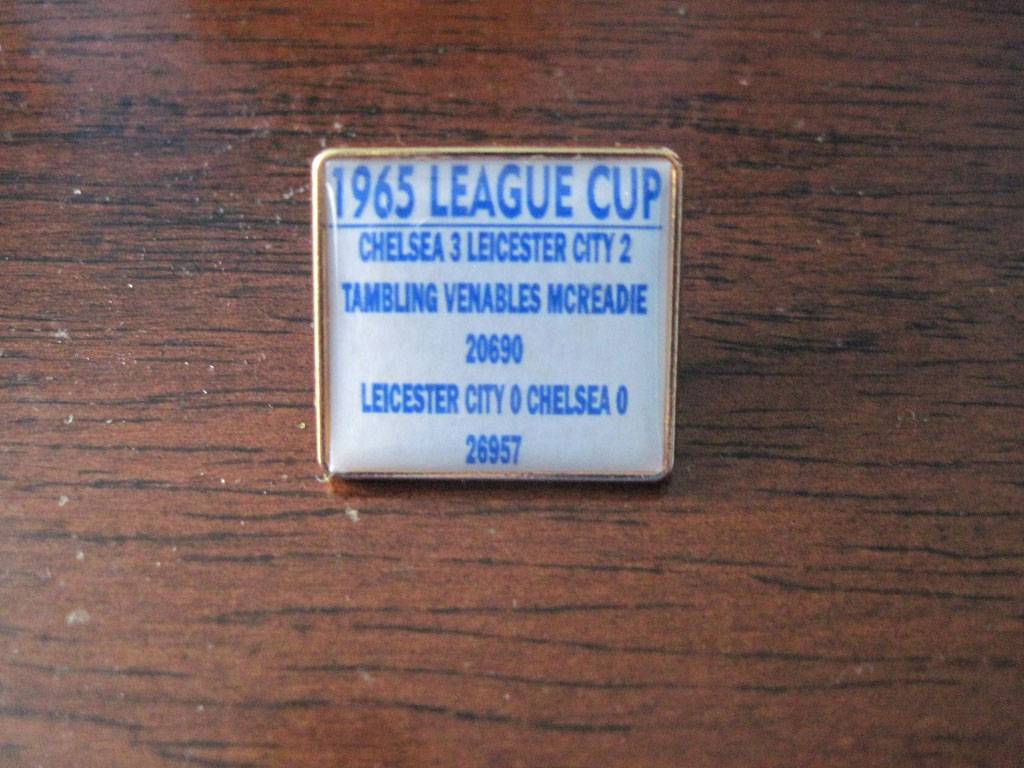 1965 LEAGUE CUP
CHELSEA 3 LEICESTER CITY 2
TAMBLING VENABLES MCREADIE
20690
LEICESTER CITY 0 CHELSEA 0
26957